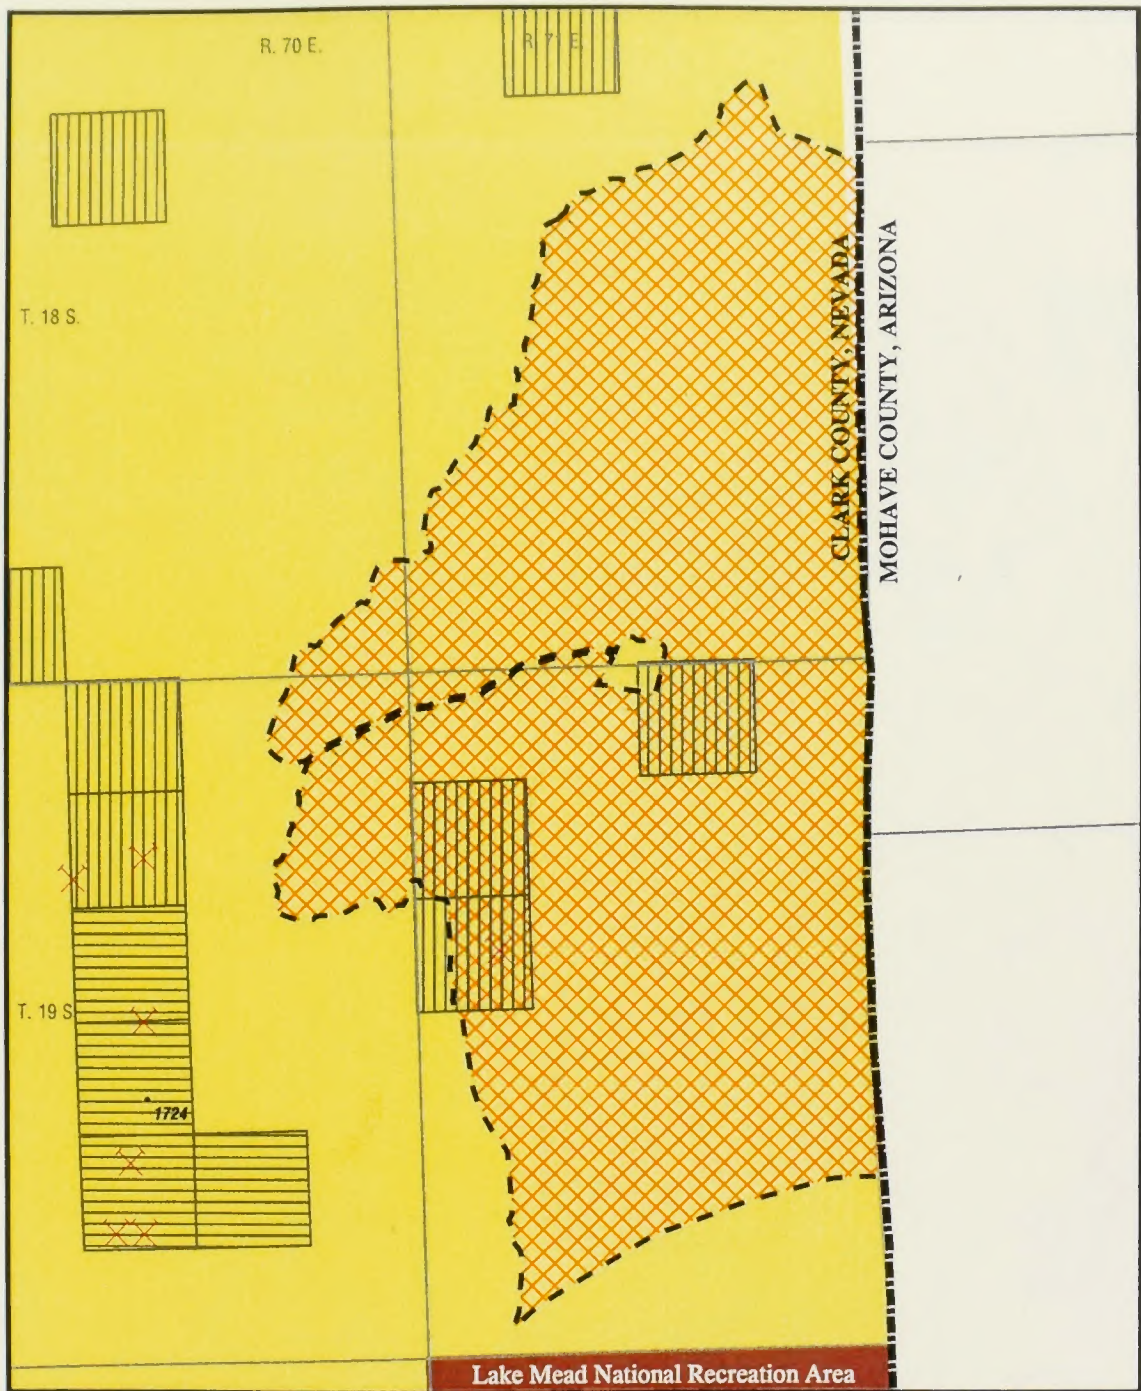 R. 70 E.
R. 71 E.
T. 18 S.
CLARK COUNTY, NEVADA
MOHAVE COUNTY, ARIZONA
T. 19 S
1724
Lake Mead National Recreation Area